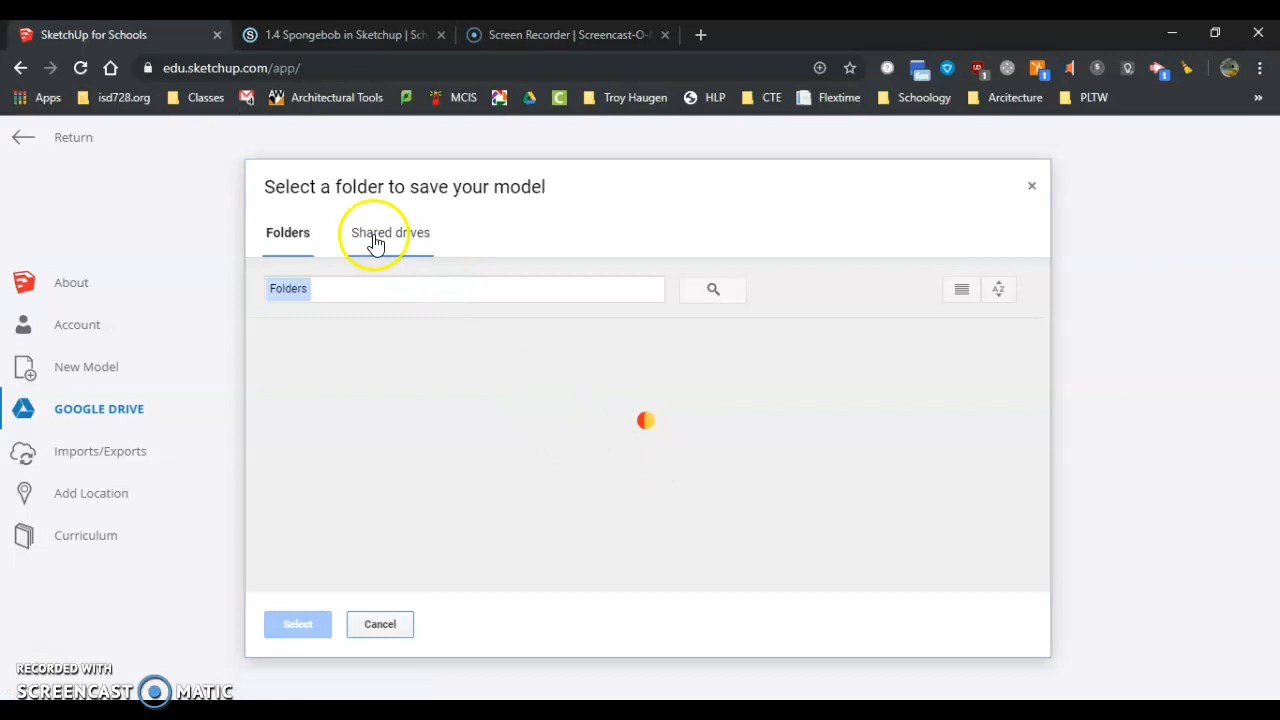 SketchUp for Schools
1.4 Spongebob in Sketchup | Sch
Screen Recorder | Screencast-O-
edu.sketchup.com/app/
Apps
isd728.org
Classes
Architectural Tools
MCIS
Troy Haugen
HLP
CTE
Flextime
Schoology
Arcitecture
PLTW
Return
Select a folder to save your model
Folders
Shared drives
Folders
About
Account
New Model
GOOGLE DRIVE
Imports/Exports
Add Location
Curriculum
Select
Cancel
RECORDED WITH
SCREENCAST MATIC